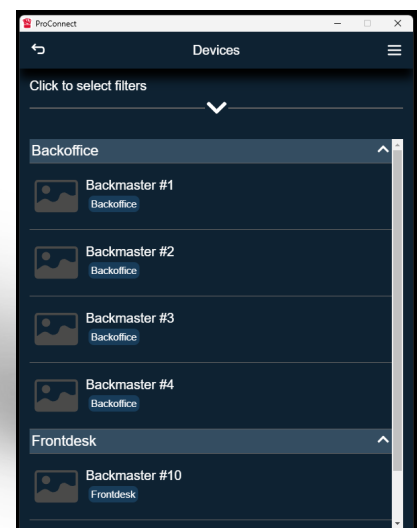 ProConnect
Devices
Click to select filters
Backoffice
Backmaster #1
Backoffice
Backmaster #2
Backoffice
Backmaster #3
Backoffice
Backmaster #4
Backoffice
Frontdesk
Backmaster #10
Frontdesk